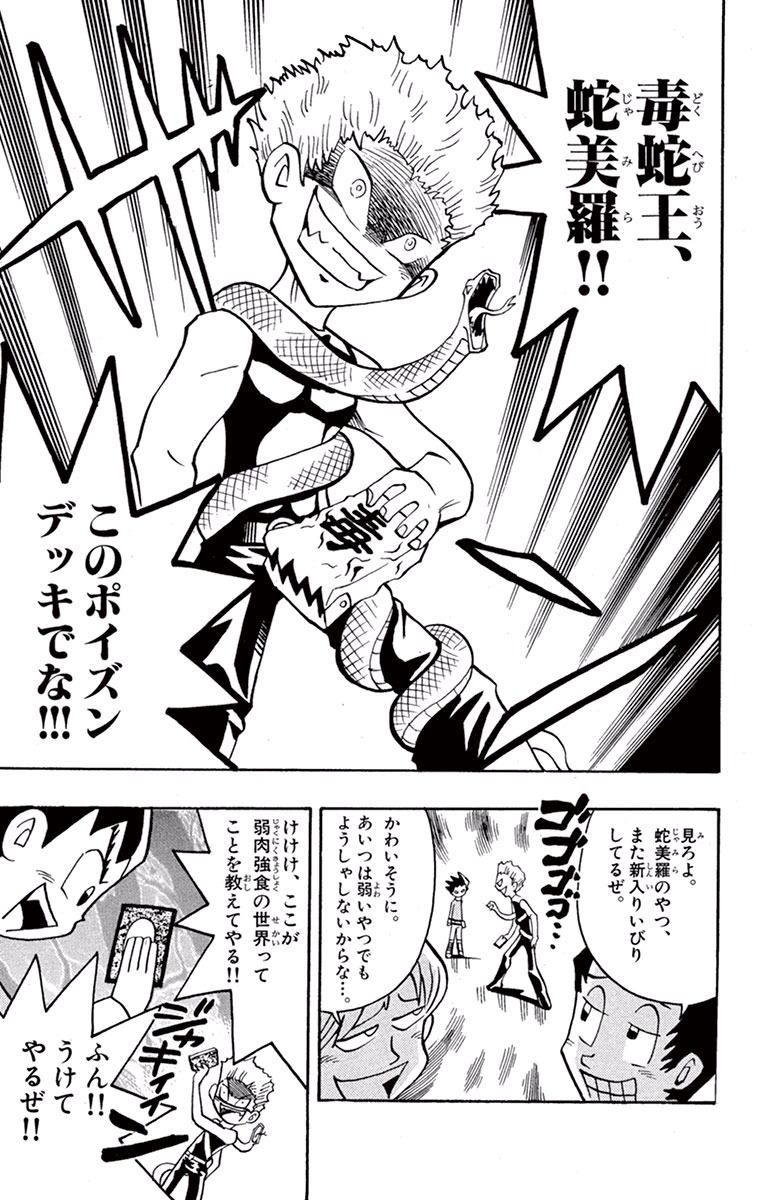 毒蛇王、
蛇美羅!!
このポイズン
デッキでな!!!
毒
見ろよ。
蛇美羅のやつ、
また新入りいびり
してるぜ。
ゴゴゴゴッ…
かわいそうに。
あいつは弱いやつでも
ようしゃしないからな…。
けけけ、ここが
弱肉強食の世界って
ことを教えてやる!!
ジャキィィン
ふん!!
うけて
やるぜ!!